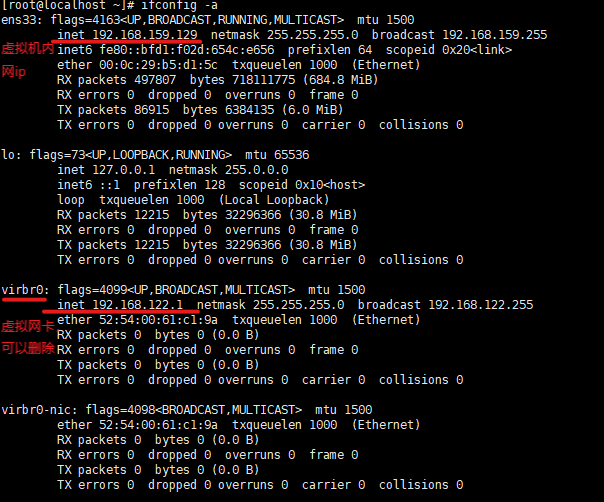 [root@localhost ~]# ifconfig -a
ens33: flags=4163<UP,BROADCAST,RUNNING,MULTICAST>  mtu 1500
inet 192.168.159.129  netmask 255.255.255.0  broadcast 192.168.159.255
虚拟机内
inet6 fe80::bfd1:f02d:654c:e656  prefixlen 64  scopeid 0x20<link>
网ip
ether 00:0c:29:b5:d1:5c  txqueuelen 1000  (Ethernet)
RX packets 497807  bytes 718111775 (684.8 MiB)
RX errors 0  dropped 0  overruns 0  frame 0
TX packets 86915  bytes 6384135 (6.0 MiB)
TX errors 0  dropped 0 overruns 0  carrier 0  collisions 0
lo: flags=73<UP,LOOPBACK,RUNNING>  mtu 65536
inet 127.0.0.1  netmask 255.0.0.0
inet6 ::1  prefixlen 128  scopeid 0x10<host>
loop  txqueuelen 1000  (Local Loopback)
RX packets 12215  bytes 32296366 (30.8 MiB)
RX errors 0  dropped 0  overruns 0  frame 0
TX packets 12215  bytes 32296366 (30.8 MiB)
TX errors 0  dropped 0 overruns 0  carrier 0  collisions 0
virbr0: flags=4099<UP,BROADCAST,MULTICAST>  mtu 1500
inet 192.168.122.1  netmask 255.255.255.0  broadcast 192.168.122.255
ether 52:54:00:61:c1:9a  txqueuelen 1000  (Ethernet)
虚拟网卡
RX packets 0  bytes 0 (0.0 B)
可以删除
RX errors 0  dropped 0  overruns 0  frame 0
TX packets 0  bytes 0 (0.0 B)
TX errors 0  dropped 0 overruns 0  carrier 0  collisions 0
virbr0-nic: flags=4098<BROADCAST,MULTICAST>  mtu 1500
ether 52:54:00:61:c1:9a  txqueuelen 1000  (Ethernet)
RX packets 0  bytes 0 (0.0 B)
RX errors 0  dropped 0  overruns 0  frame 0
TX packets 0  bytes 0 (0.0 B)
TX errors 0  dropped 0 overruns 0  carrier 0  collisions 0